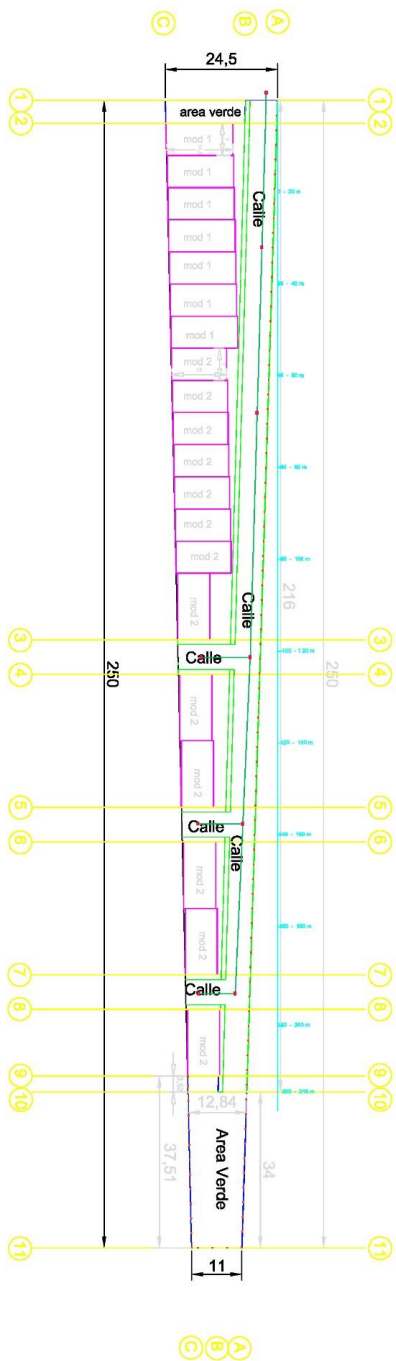 C
B
A
24,5
1
1
2
2
area verde
mod 1
mod 1
mod 1
mod 1
mod 1
mod 1
mod 1
Calle
mod 2
mod 2
mod 2
mod 2
mod 2
mod 2
mod 2
mod 2
216
250
Calle
3
3
Calle
4
4
250
mod 2
mod 2
5
5
Calle
Calle
6
6
mod 2
mod 2
7
7
Calle
8
8
mod 2
9
9
10
10
12,84
37,51
Area Verde
34
11
11
11
C
B
A